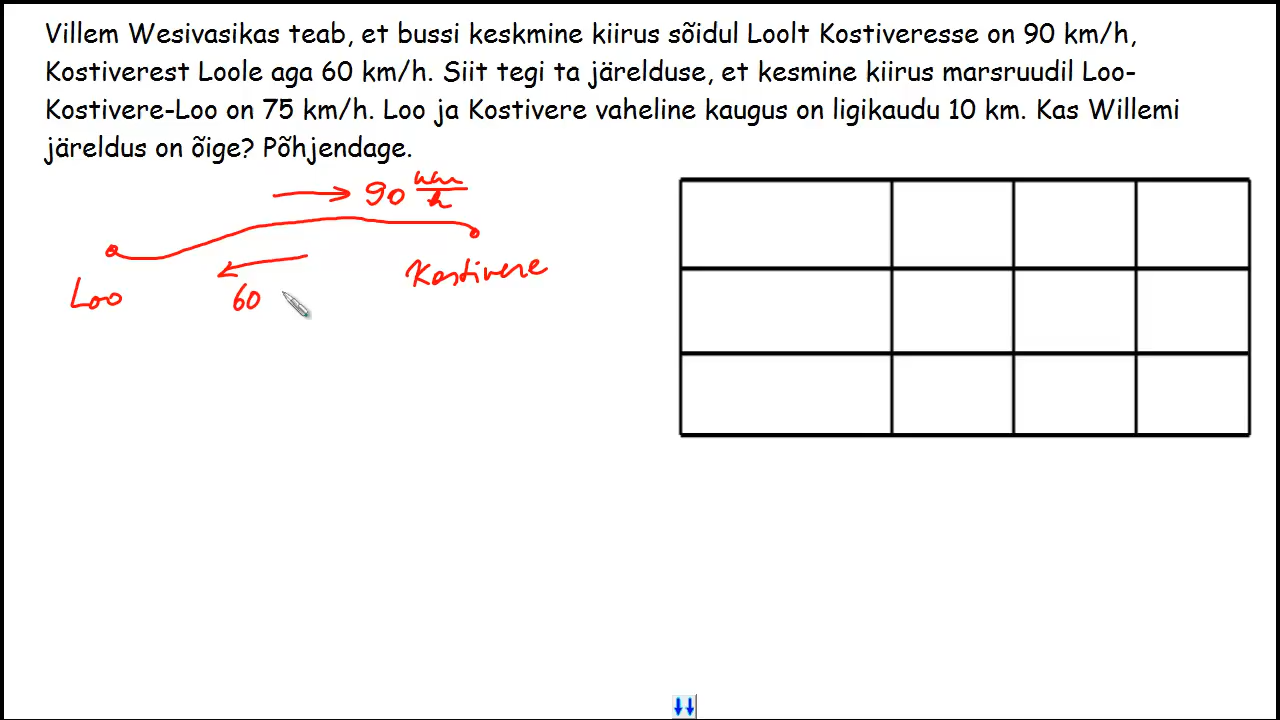 Villem Wesivasikas teab, et bussi keskmine kiirus sõidul Loolt Kostiveresse on 90 km/h,
Kostiverest Loole aga 60 km/h. Siit tegi ta järelduse, et kesmine kiirus marsruudil Loo-
Kostivere-Loo on 75 km/h. Loo ja Kostivere vaheline kaugus on ligikaudu 10 km. Kas Willemi
järeldus on õige? Põhjendage.
90 km/h
Kostivere
Loo
60